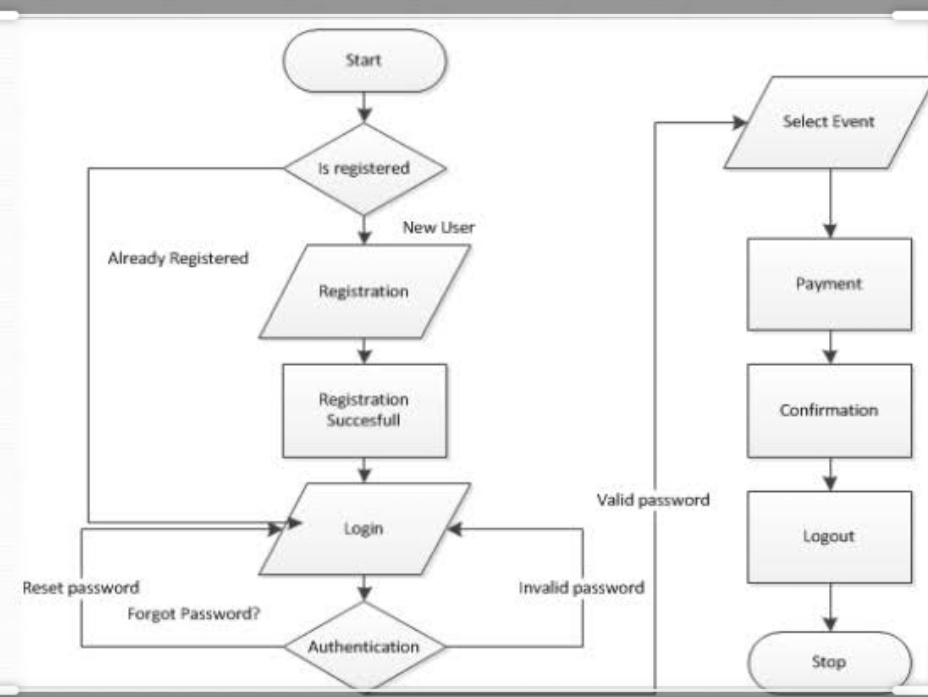 Start
Is registered
New User
Already Registered
Registration
Registration
Succesfull
Login
Reset password
Invalid password
Forgot Password?
Authentication
Valid password
Select Event
Payment
Confirmation
Logout
Stop